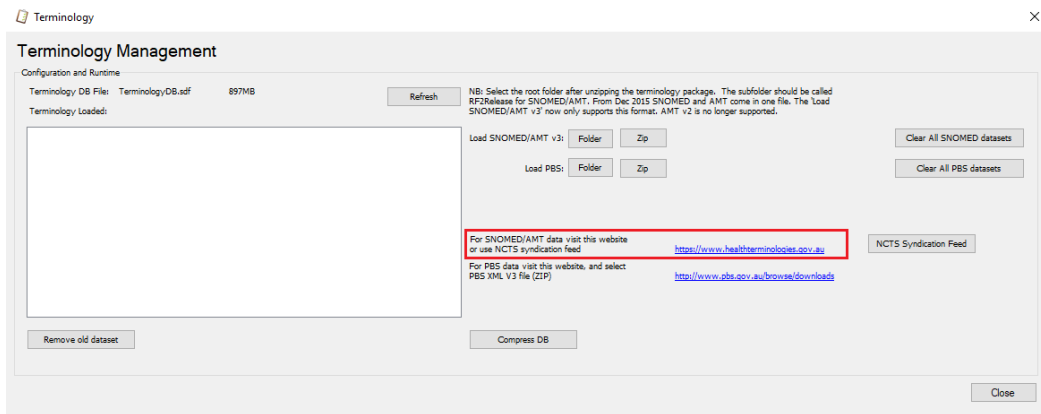 Terminology
Terminology Management
Configuration and Runtime
Terminology DB File: TerminologyDB.sdf 897MB
Refresh
Terminology Loaded:
NB: Select the root folder after unzipping the terminology package. The subfolder should be called
RF2Release for SNOMED/AMT. From Dec 2015 SNOMED and AMT come in one file. The 'Load
SNOMED/AMT v3' now only supports this format. AMT v2 is no longer supported.
Load SNOMED/AMT v3: Folder Zip Clear All SNOMED datasets
Load PBS: Folder Zip Clear All PBS datasets
For SNOMED/AMT data visit this website
or use NCTS syndication feed https://www.healthterminologies.gov.au
NCTS Syndication Feed
For PBS data visit this website, and select
PBS XML V3 file (ZIP) http://www.pbs.gov.au/browse/downloads
Remove old dataset Compress DB
Close